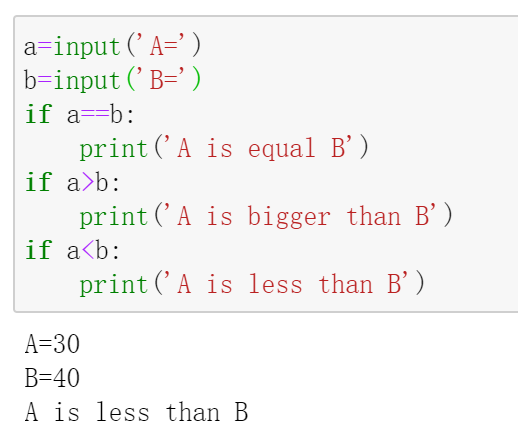 a=input('A=')
b=input('B=')
if a==b:
    print('A is equal B')
if a>b:
    print('A is bigger than B')
if a<b:
    print('A is less than B')
A=30
B=40
A is less than B